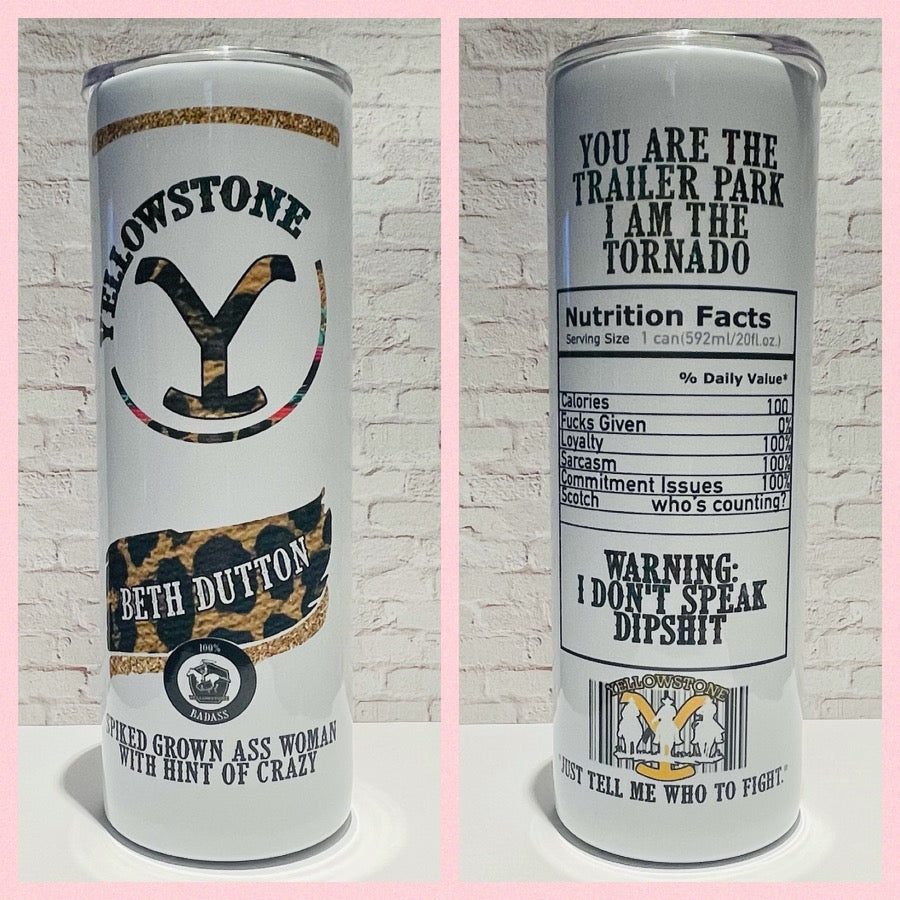 YELLOWSTONE
Y
BETH DUTTON
100%
BADASS
SPIKED GROWN ASS WOMAN
WITH HINT OF CRAZY
YOU ARE THE
TRAILER PARK
I AM THE
TORNADO
Nutrition Facts
Serving Size 1 can(592ml/20fl.oz.)
% Daily Value*
Calories 100
Fucks Given 0%
Loyalty 100%
Sarcasm 100%
Commitment Issues 100%
Scotch who's counting?
WARNING:
I DON'T SPEAK
DIPSHIT
YELLOWSTONE
Y
"JUST TELL ME WHO TO FIGHT."